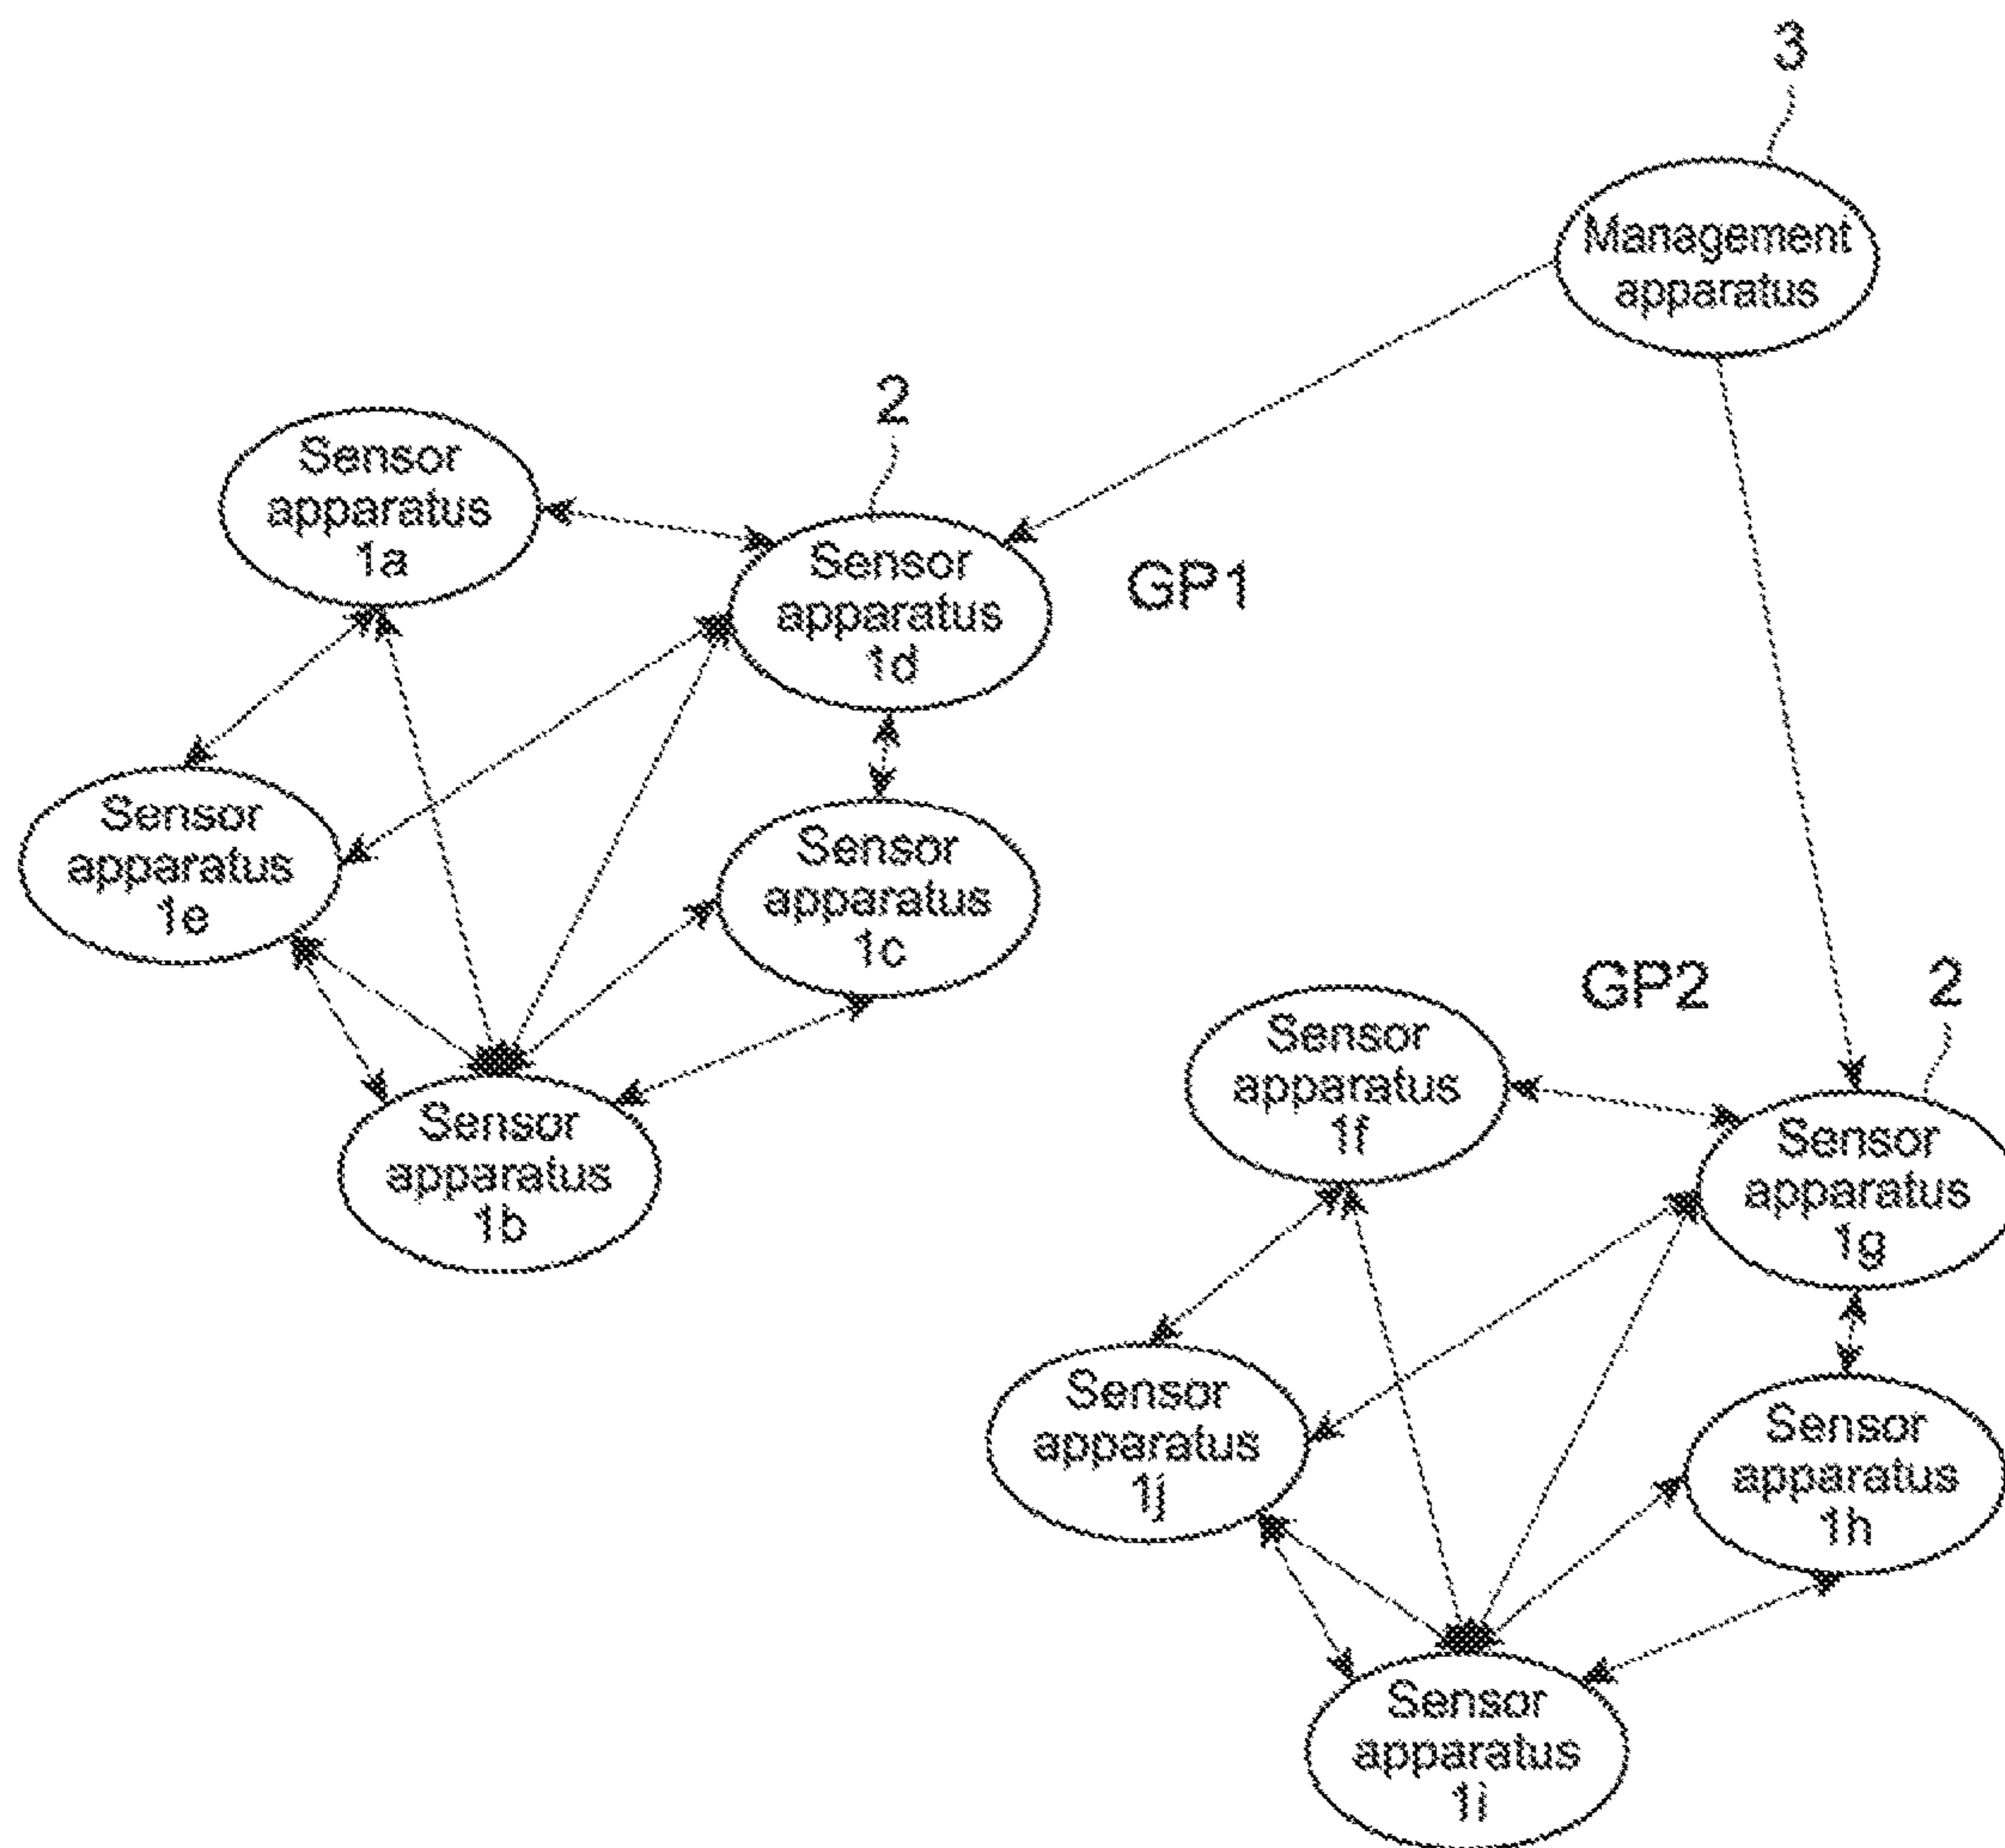 3
Management
apparatus
2
Sensor
apparatus
1a
Sensor
apparatus
1d
GP1
Sensor
apparatus
1e
Sensor
apparatus
1c
Sensor
apparatus
1b
GP2
2
Sensor
apparatus
1f
Sensor
apparatus
1g
Sensor
apparatus
1j
Sensor
apparatus
1h
Sensor
apparatus
1i